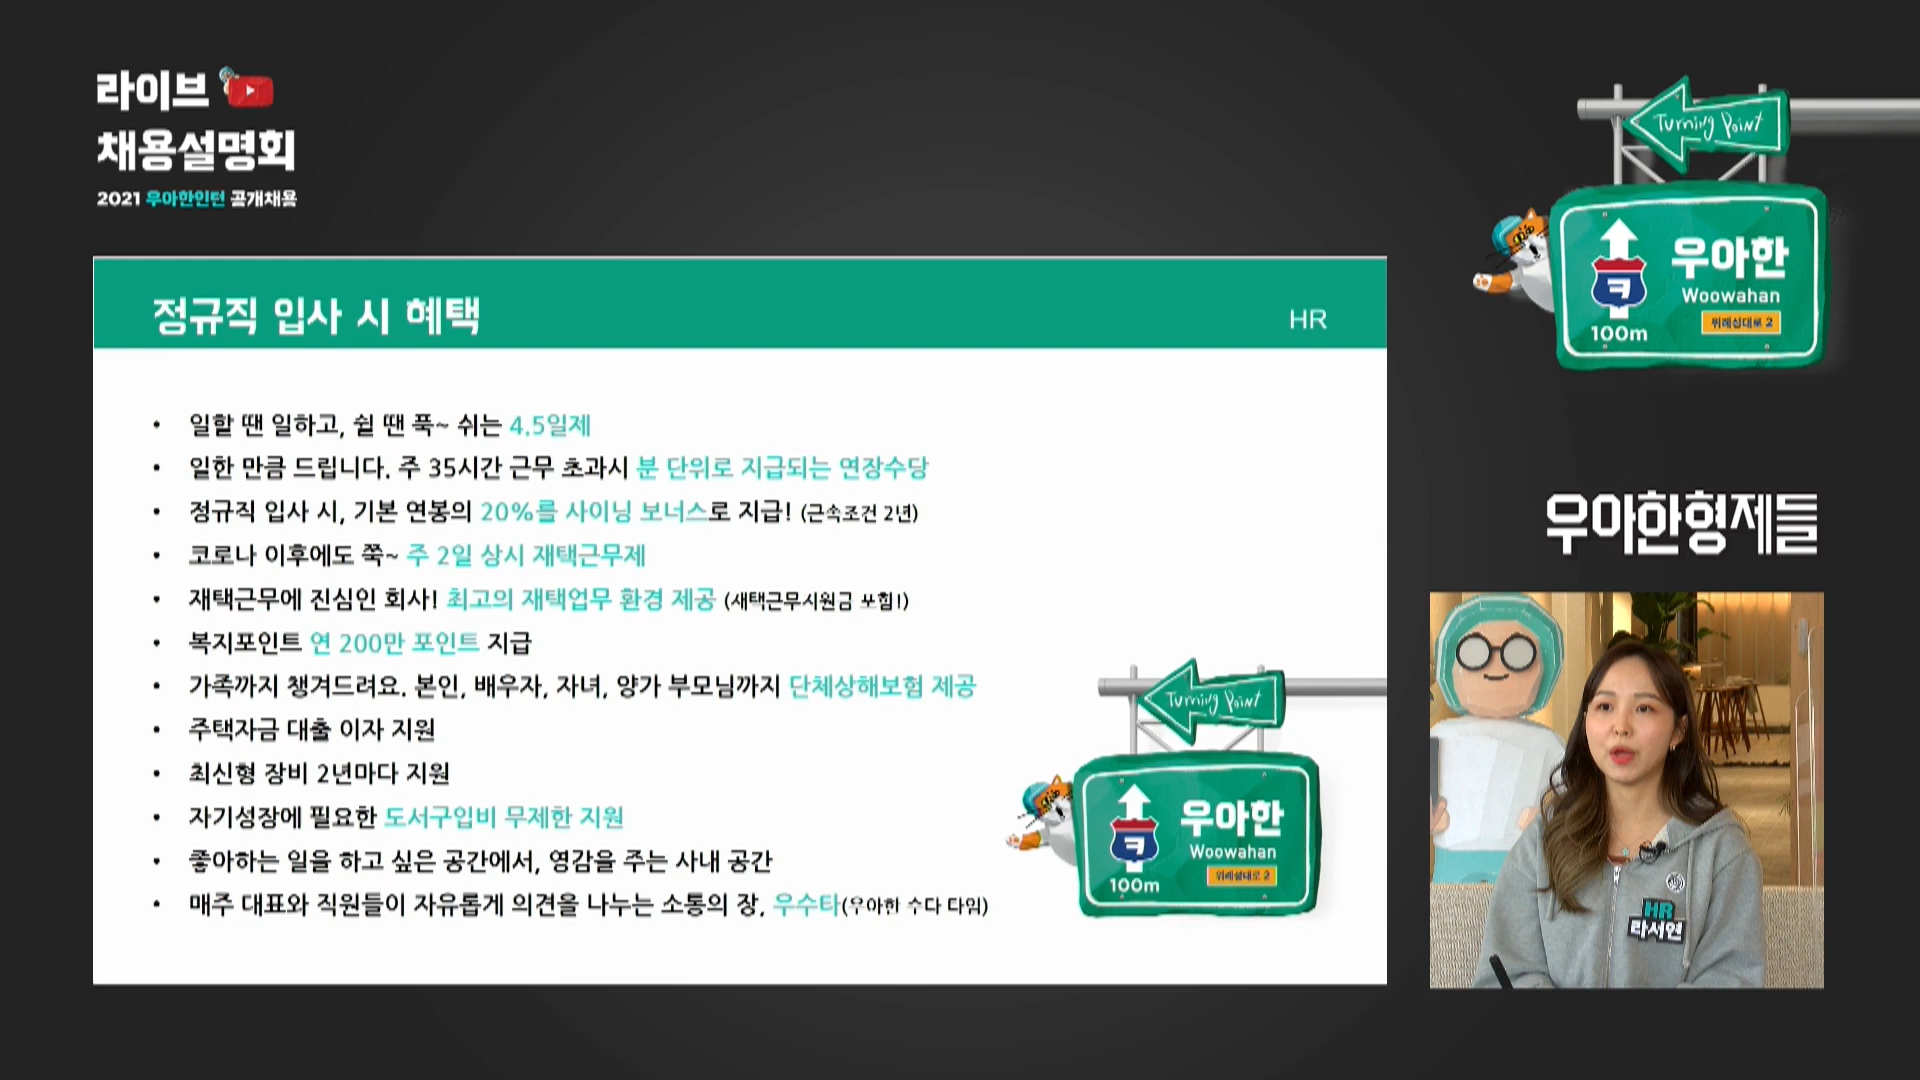 라이브
채용설명회
2021 우아한인턴 공개채용
Turning Point
우아한
Woowahan
ㅋ
100m
위례성대로 2
정규직 입사 시 혜택
HR
• 일할 땐 일하고, 쉴 땐 푹~ 쉬는 4.5일제
• 일한 만큼 드립니다. 주 35시간 근무 초과시 분 단위로 지급되는 연장수당
• 정규직 입사 시, 기본 연봉의 20%를 사이닝 보너스로 지급! (근속조건 2년)
• 코로나 이후에도 쭉~ 주 2일 상시 재택근무제
• 재택근무에 진심인 회사! 최고의 재택업무 환경 제공 (재택근무지원금 포함!)
• 복지포인트 연 200만 포인트 지급
• 가족까지 챙겨드려요. 본인, 배우자, 자녀, 양가 부모님까지 단체상해보험 제공
• 주택자금 대출 이자 지원
• 최신형 장비 2년마다 지원
• 자기성장에 필요한 도서구입비 무제한 지원
• 좋아하는 일을 하고 싶은 공간에서, 영감을 주는 사내 공간
• 매주 대표와 직원들이 자유롭게 의견을 나누는 소통의 장, 우수타(우아한 수다 타임)
Turning Point
우아한
Woowahan
ㅋ
100m
위례성대로 2
우아한형제들
HR
라서연